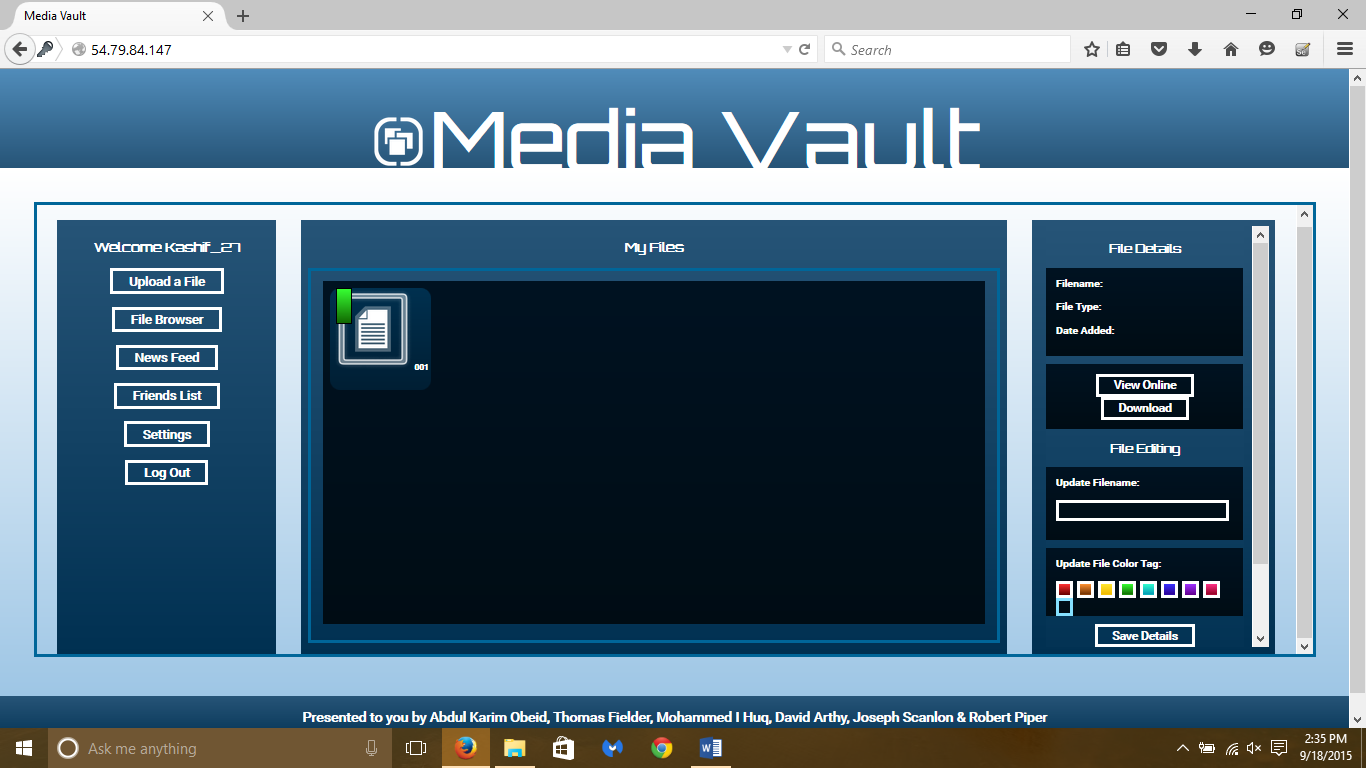 Media Vault
54.79.84.147
Search
Media Vault
Welcome Kashif_27
Upload a File
File Browser
News Feed
Friends List
Settings
Log Out
My Files
001
File Details
Filename:
File Type:
Date Added:
View Online
Download
File Editing
Update Filename:
Update File Color Tag:
Save Details
Presented to you by Abdul Karim Obeid, Thomas Fielder, Mohammed I Huq, David Arthy, Joseph Scanlon & Robert Piper
Ask me anything
2:35 PM
9/18/2015